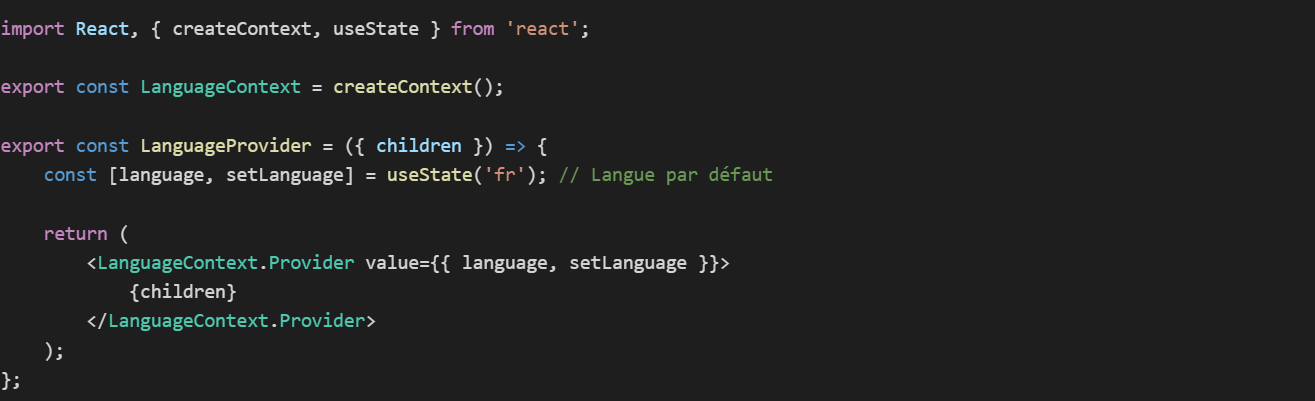 import React, { createContext, useState } from 'react';
export const LanguageContext = createContext();
export const LanguageProvider = ({ children }) => {
const [language, setLanguage] = useState('fr'); // Langue par défaut
return (
<LanguageContext.Provider value={{ language, setLanguage }}>
{children}
</LanguageContext.Provider>
);
};